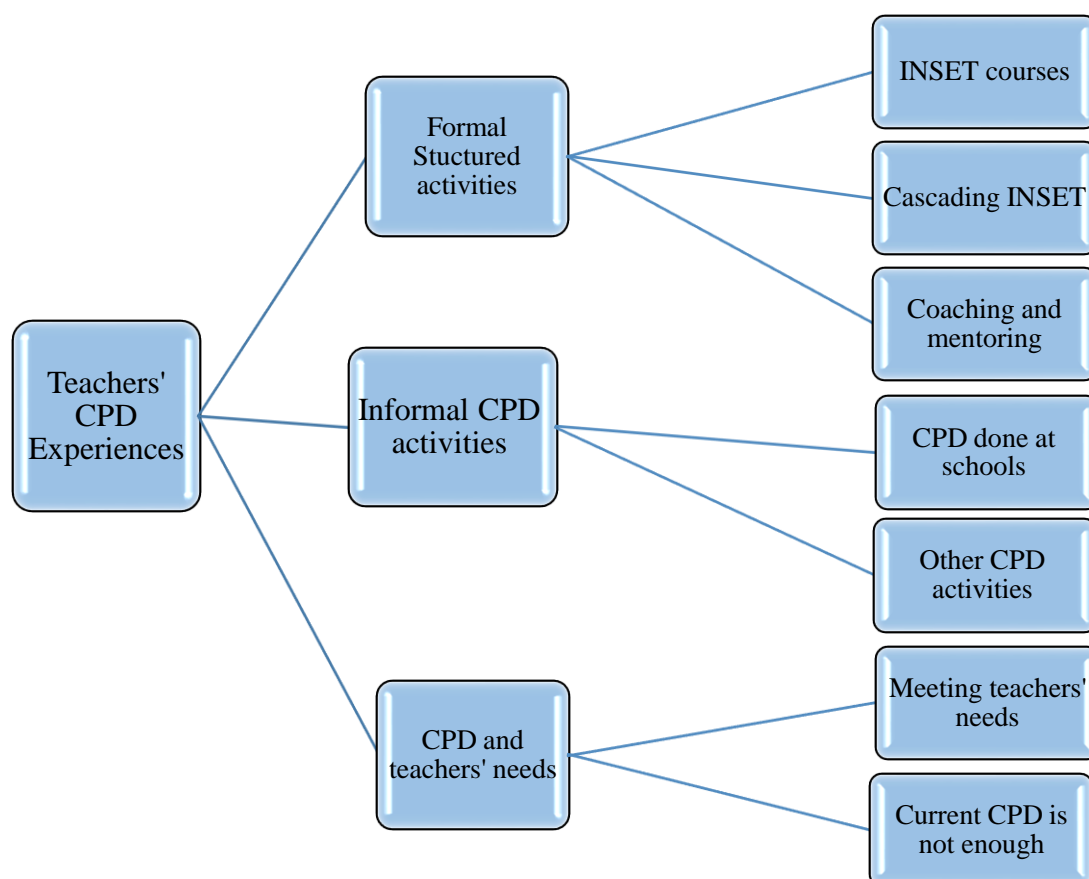 Teachers'
CPD
Experiences
Formal
Stuctured
activities
INSET courses
Cascading INSET
Coaching and
mentoring
Informal CPD
activities
CPD done at
schools
Other CPD
activities
CPD and
teachers' needs
Meeting teachers'
needs
Current CPD is
not enough